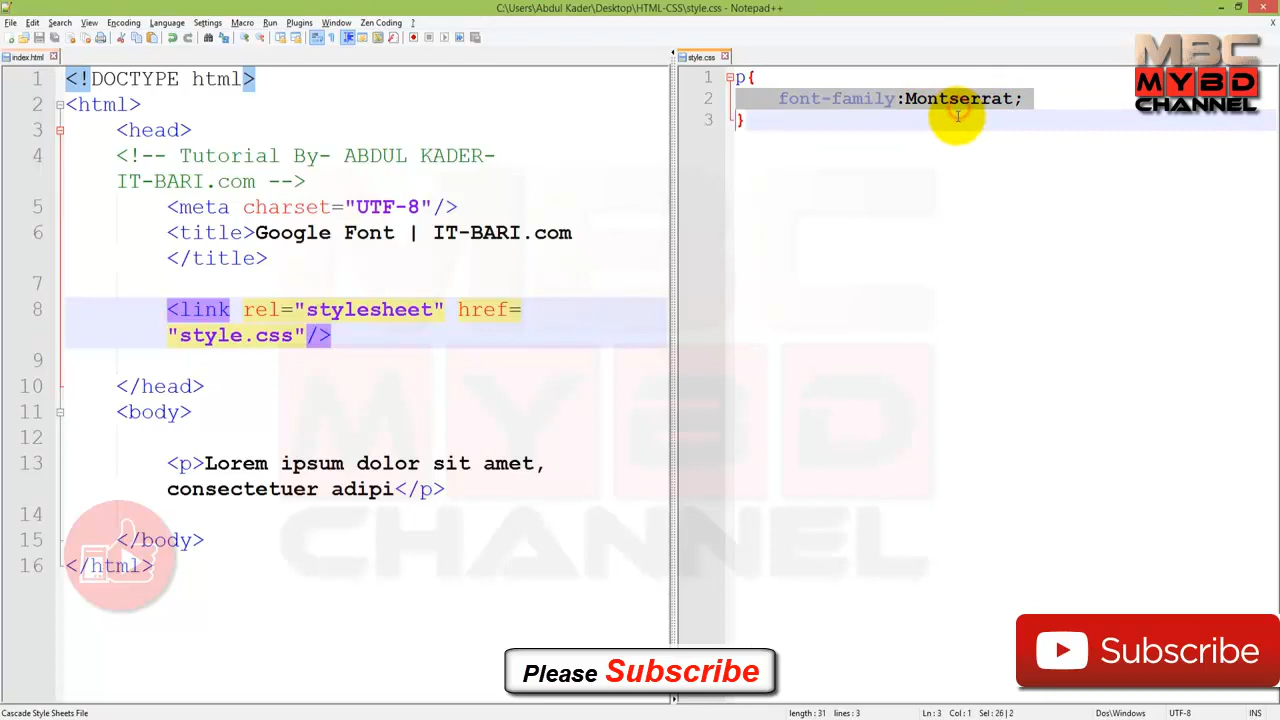 C:\Users\Abdul Kader\Desktop\HTML-CSS\style.css - Notepad++
File Edit Search View Encoding Language Settings Macro Run Plugins Window Zen Coding ? X
index.html
style.css
1 <!DOCTYPE html>
2 <html>
3 <head>
4 <!-- Tutorial By- ABDUL KADER-
IT-BARI.com -->
5 <meta charset="UTF-8"/>
6 <title>Google Font | IT-BARI.com
</title>
7
8 <link rel="stylesheet" href=
"style.css"/>
9
10 </head>
11 <body>
12
13 <p>Lorem ipsum dolor sit amet,
consectetuer adipi</p>
14
15 </body>
16 </html>
1 p{
2 font-family:Montserrat;
3 }
MBC
MYBD
CHANNEL
MBC
MYBD
CHANNEL
Please Subscribe
Subscribe
Cascade Style Sheets File
length : 31 lines : 3
Ln : 3 Col : 1 Sel : 26 | 2
Dos\Windows
UTF-8
INS